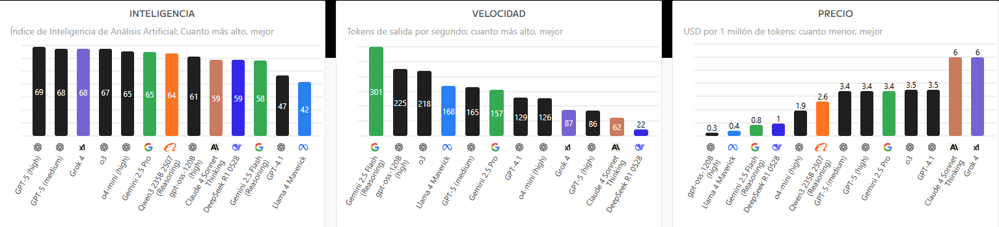 INTELIGENCIA
Índice de Inteligencia de Análisis Artificial: Cuanto más alto, mejor
69
68
68
67
65
65
64
61
59
59
58
47
42
GPT-5 (high)
GPT-5 (medium)
Grok 4
o3
o4-mini (high)
Gemini 2.5 Pro
Qwen3 235B 2507
(Reasoning)
gpt-oss-120B
(high)
Claude 4 Sonnet
Thinking
DeepSeek R1 0528
Gemini 2.5 Flash
(Reasoning)
GPT-4.1
Llama 4 Maverick
VELOCIDAD
Tokens de salida por segundo; cuanto más alto, mejor
301
225
218
168
165
157
129
126
87
86
62
22
Gemini 2.5 Flash
(Reasoning)
gpt-oss-120B
(high)
o3
Llama 4 Maverick
GPT-5 (medium)
Gemini 2.5 Pro
GPT-4.1
o4-mini (high)
Grok 4
GPT-5 (high)
Claude 4 Sonnet
Thinking
DeepSeek R1 0528
PRECIO
USD por 1 millón de tokens; cuanto menor, mejor
0.3
0.4
0.8
1
1.9
2.6
3.4
3.4
3.4
3.5
3.5
6
6
gpt-oss-120B
(high)
Llama 4 Maverick
Gemini 2.5 Flash
(Reasoning)
DeepSeek R1 0528
o4-mini (high)
Qwen3 235B 2507
(Reasoning)
GPT-5 (medium)
GPT-5 (high)
Gemini 2.5 Pro
o3
GPT-4.1
Claude 4 Sonnet
Thinking
Grok 4